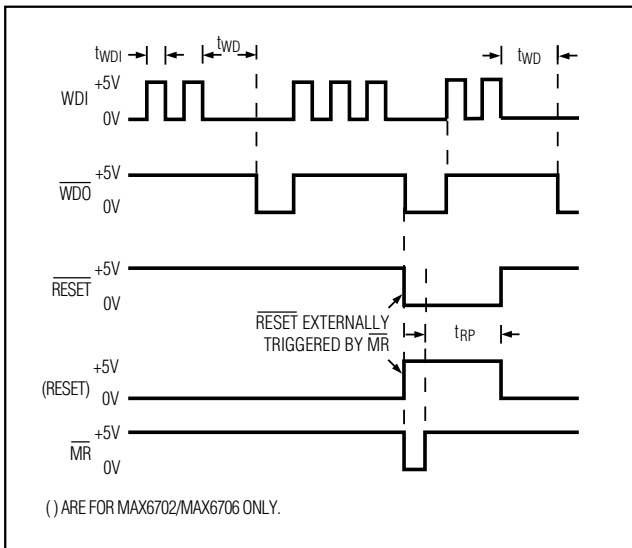 tWDI
tWD
tWD
+5V
WDI
0V
+5V
WDO
0V
+5V
RESET
0V
RESET EXTERNALLY
TRIGGERED BY MR
tRP
+5V
(RESET)
0V
+5V
MR
0V
( ) ARE FOR MAX6702/MAX6706 ONLY.